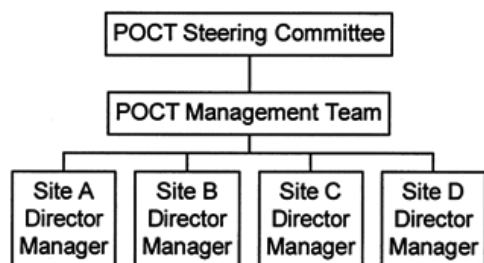 POCT Steering Committee
POCT Management Team
Site A
Director
Manager
Site B
Director
Manager
Site C
Director
Manager
Site D
Director
Manager